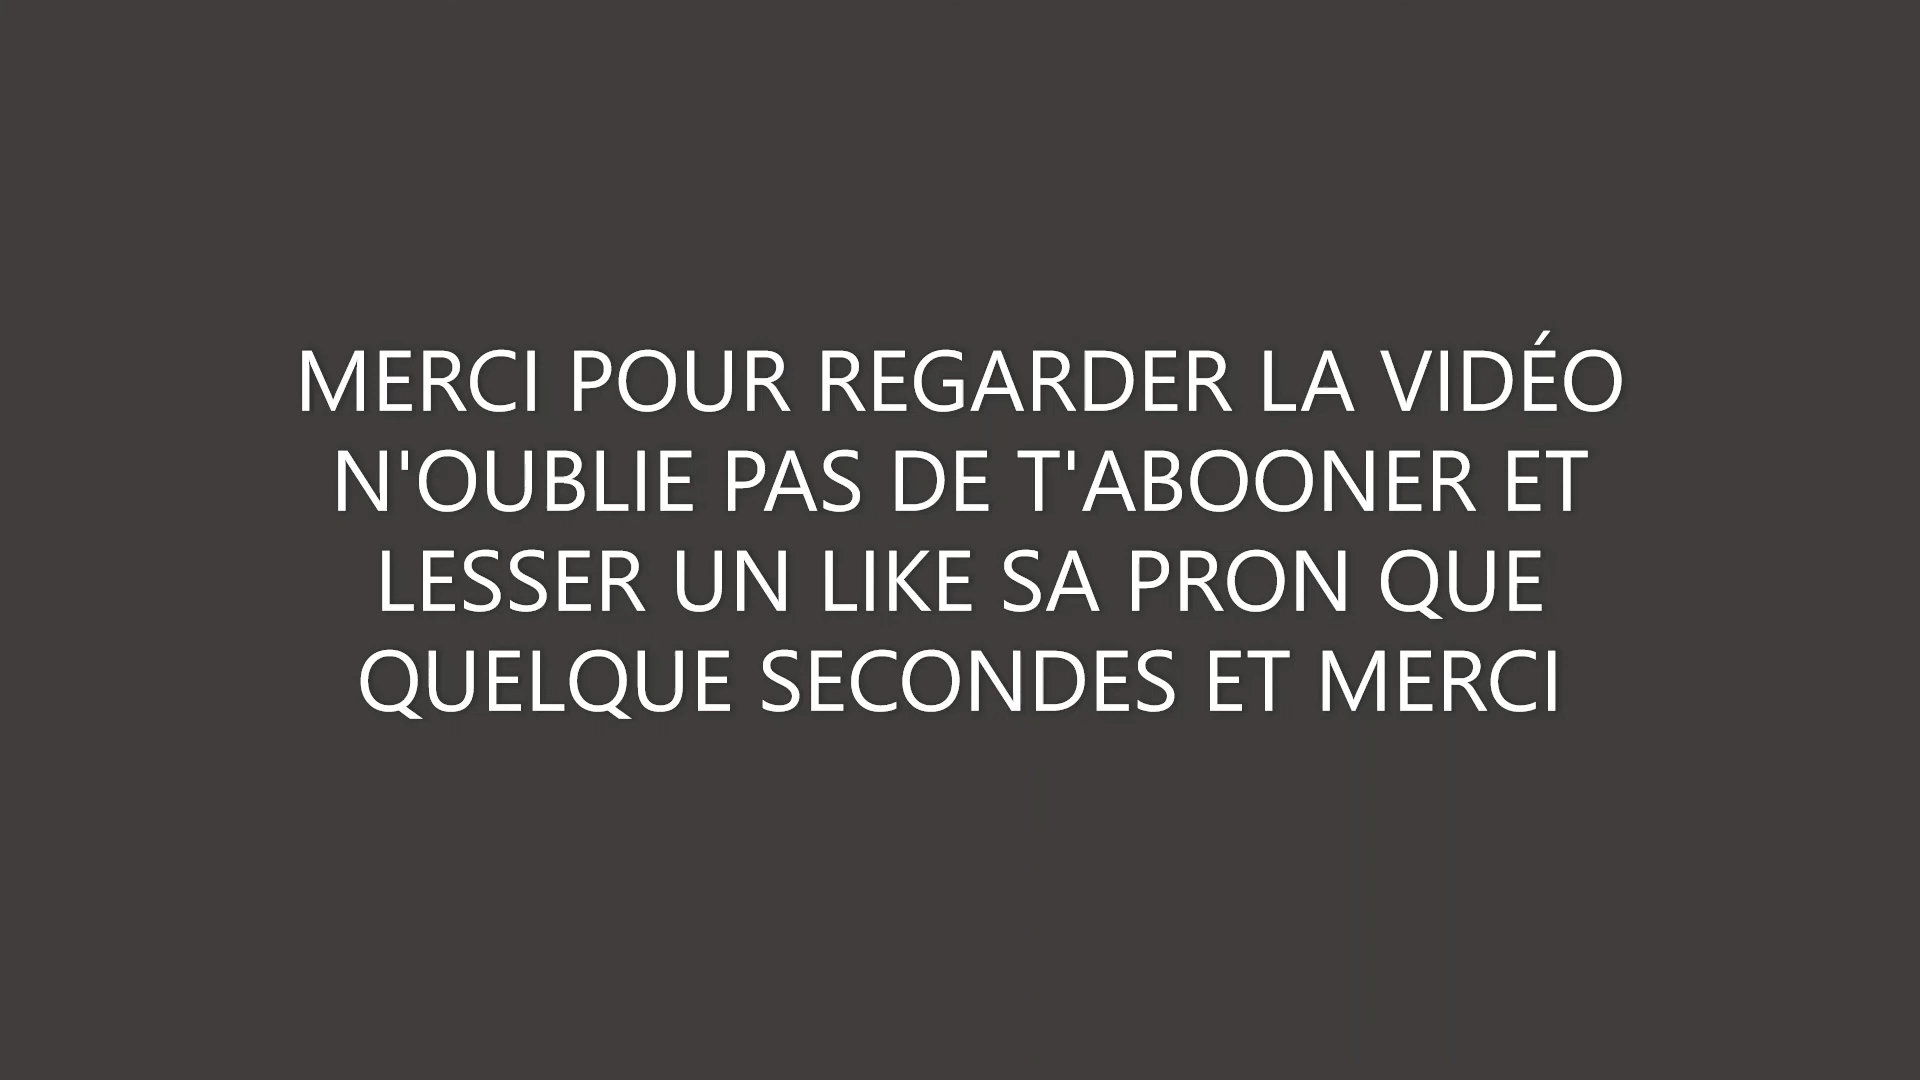 MERCI POUR REGARDER LA VIDÉO
N'OUBLIE PAS DE T'ABOONER ET
LESSER UN LIKE SA PRON QUE
QUELQUE SECONDES ET MERCI